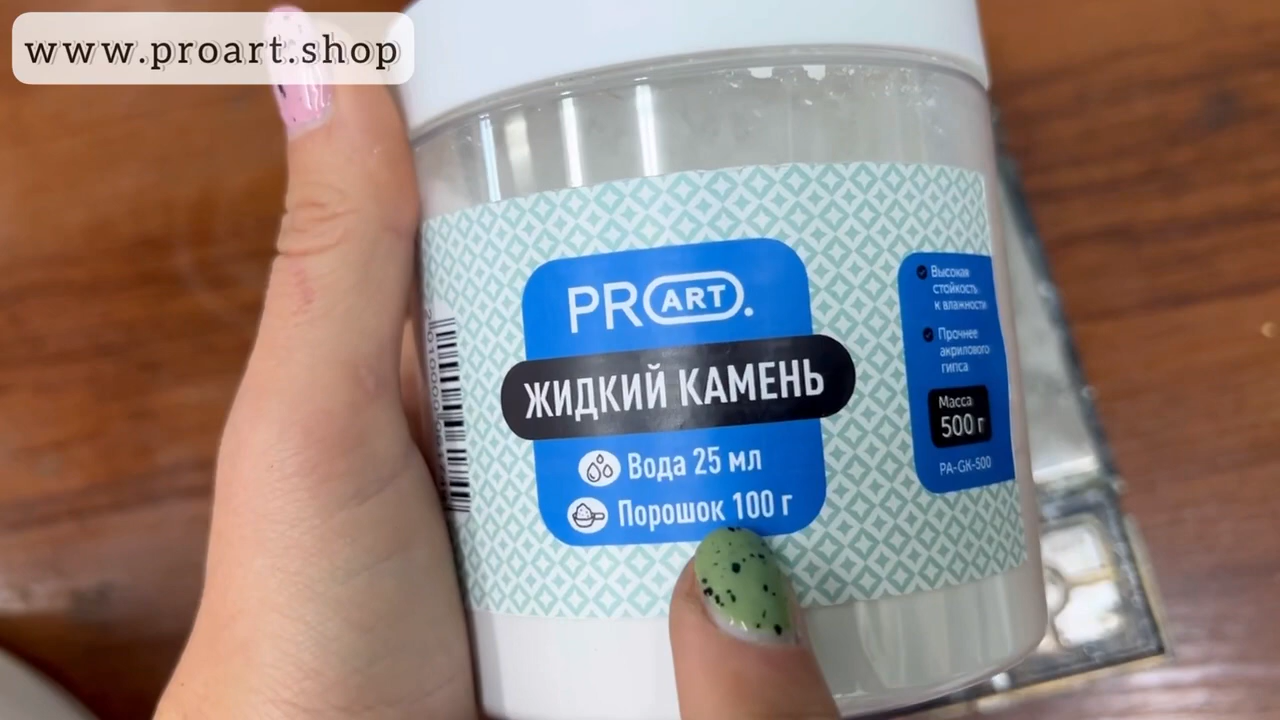 www.proart.shop
PRO ART.
ЖИДКИЙ КАМЕНЬ
Вода 25 мл
Порошок 100 г
Высокая
стойкость
к влажности
Прочнее
акрилового
гипса
Масса
500 г
PA-GK-500